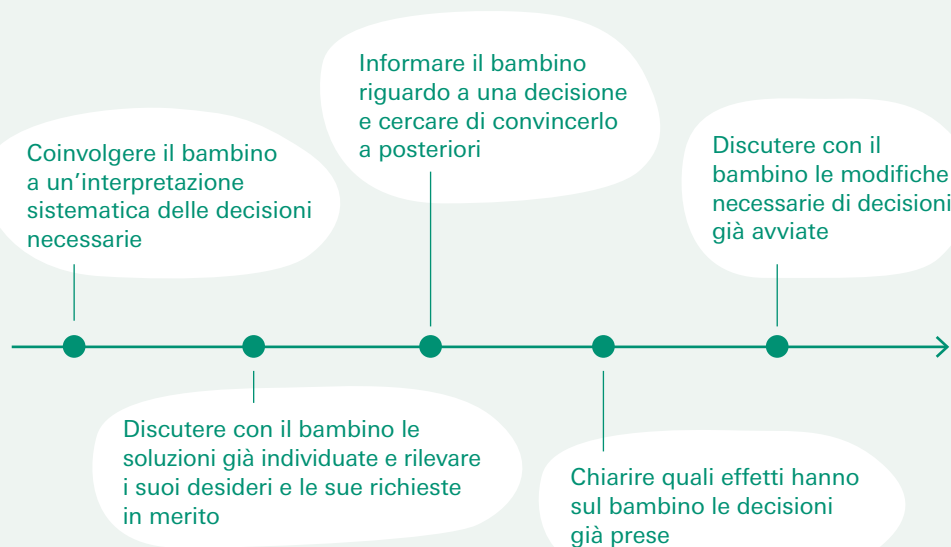 Coinvolgere il bambino
a un’interpretazione
sistematica delle decisioni
necessarie
Discutere con il bambino le
soluzioni già individuate e rilevare
i suoi desideri e le sue richieste
in merito
Informare il bambino
riguardo a una decisione
e cercare di convincerlo
a posteriori
Chiarire quali effetti hanno
sul bambino le decisioni
già prese
Discutere con il
bambino le modifiche
necessarie di decisioni
già avviate